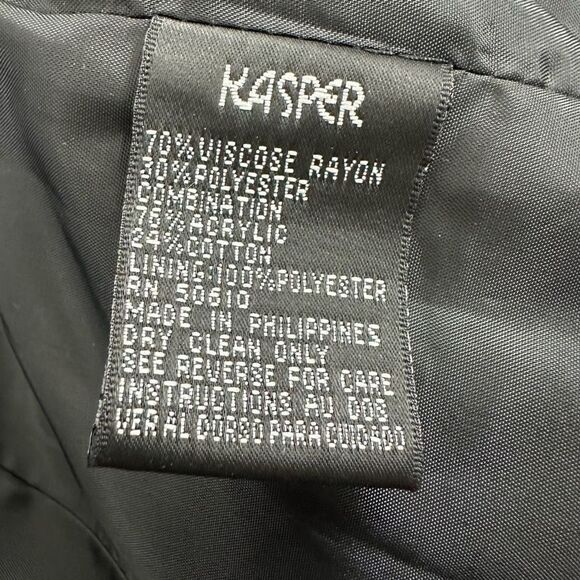 KASPER
70% VISCOSE RAYON
30% POLYESTER
COMBINATION
76% ACRYLIC
24% COTTON
LINING:100%POLYESTER
RN 50610
MADE IN PHILIPPINES
DRY CLEAN ONLY
SEE REVERSE FOR CARE
INSTRUCTIONS AU DOS
VER AL DORSO PARA CUIDADO